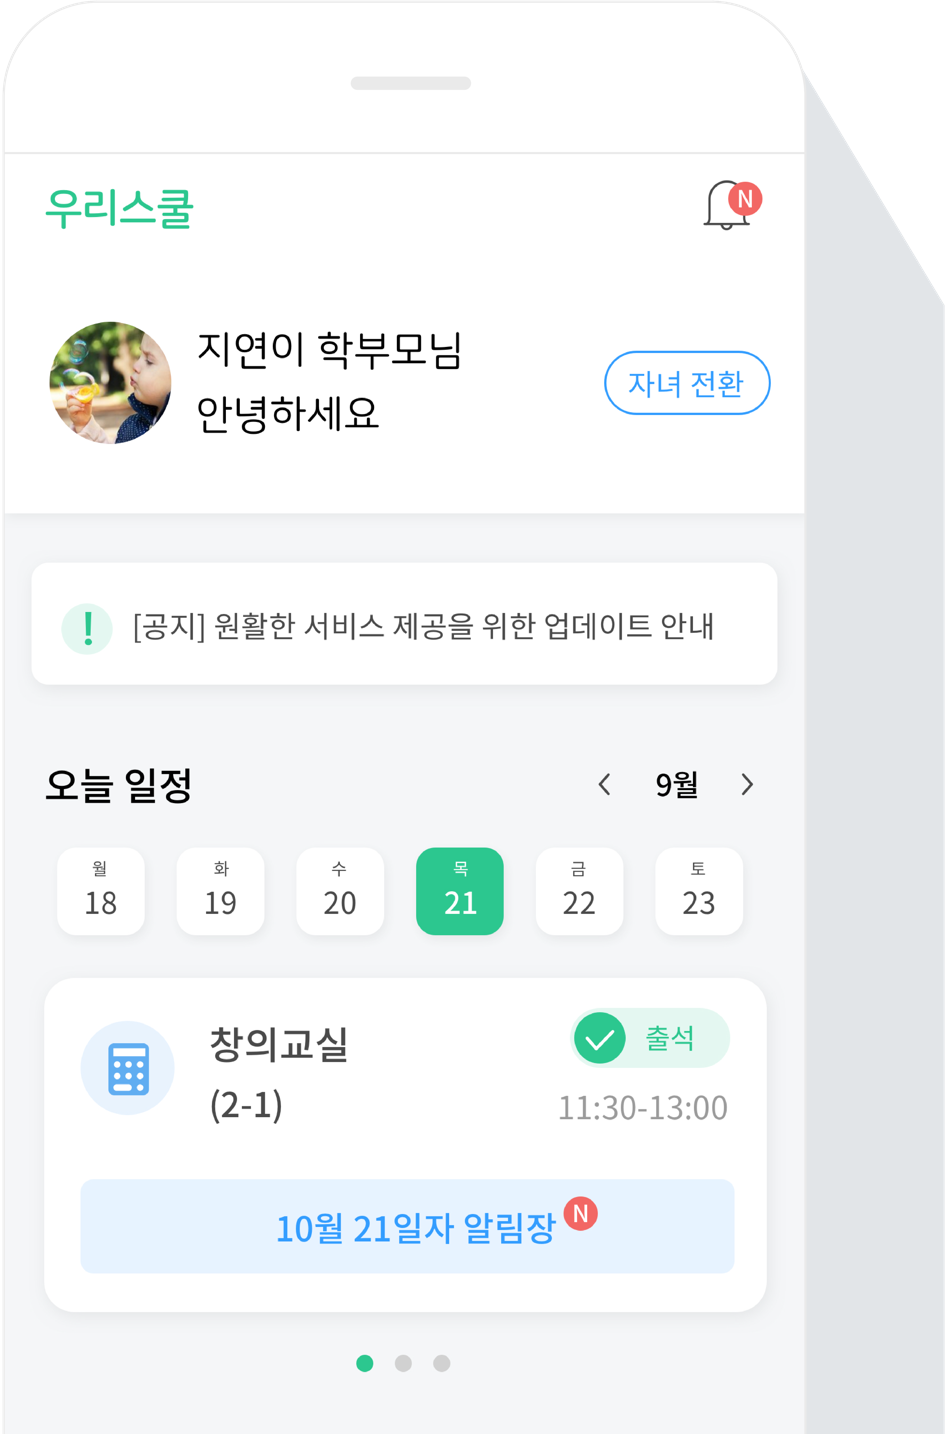 우리스쿨
N
지연이 학부모님
안녕하세요
자녀 전환
! [공지] 원활한 서비스 제공을 위한 업데이트 안내
오늘 일정
< 9월 >
월 화 수 목 금 토
18 19 20 21 22 23
창의교실
(2-1)
출석
11:30-13:00
10월 21일자 알림장 N